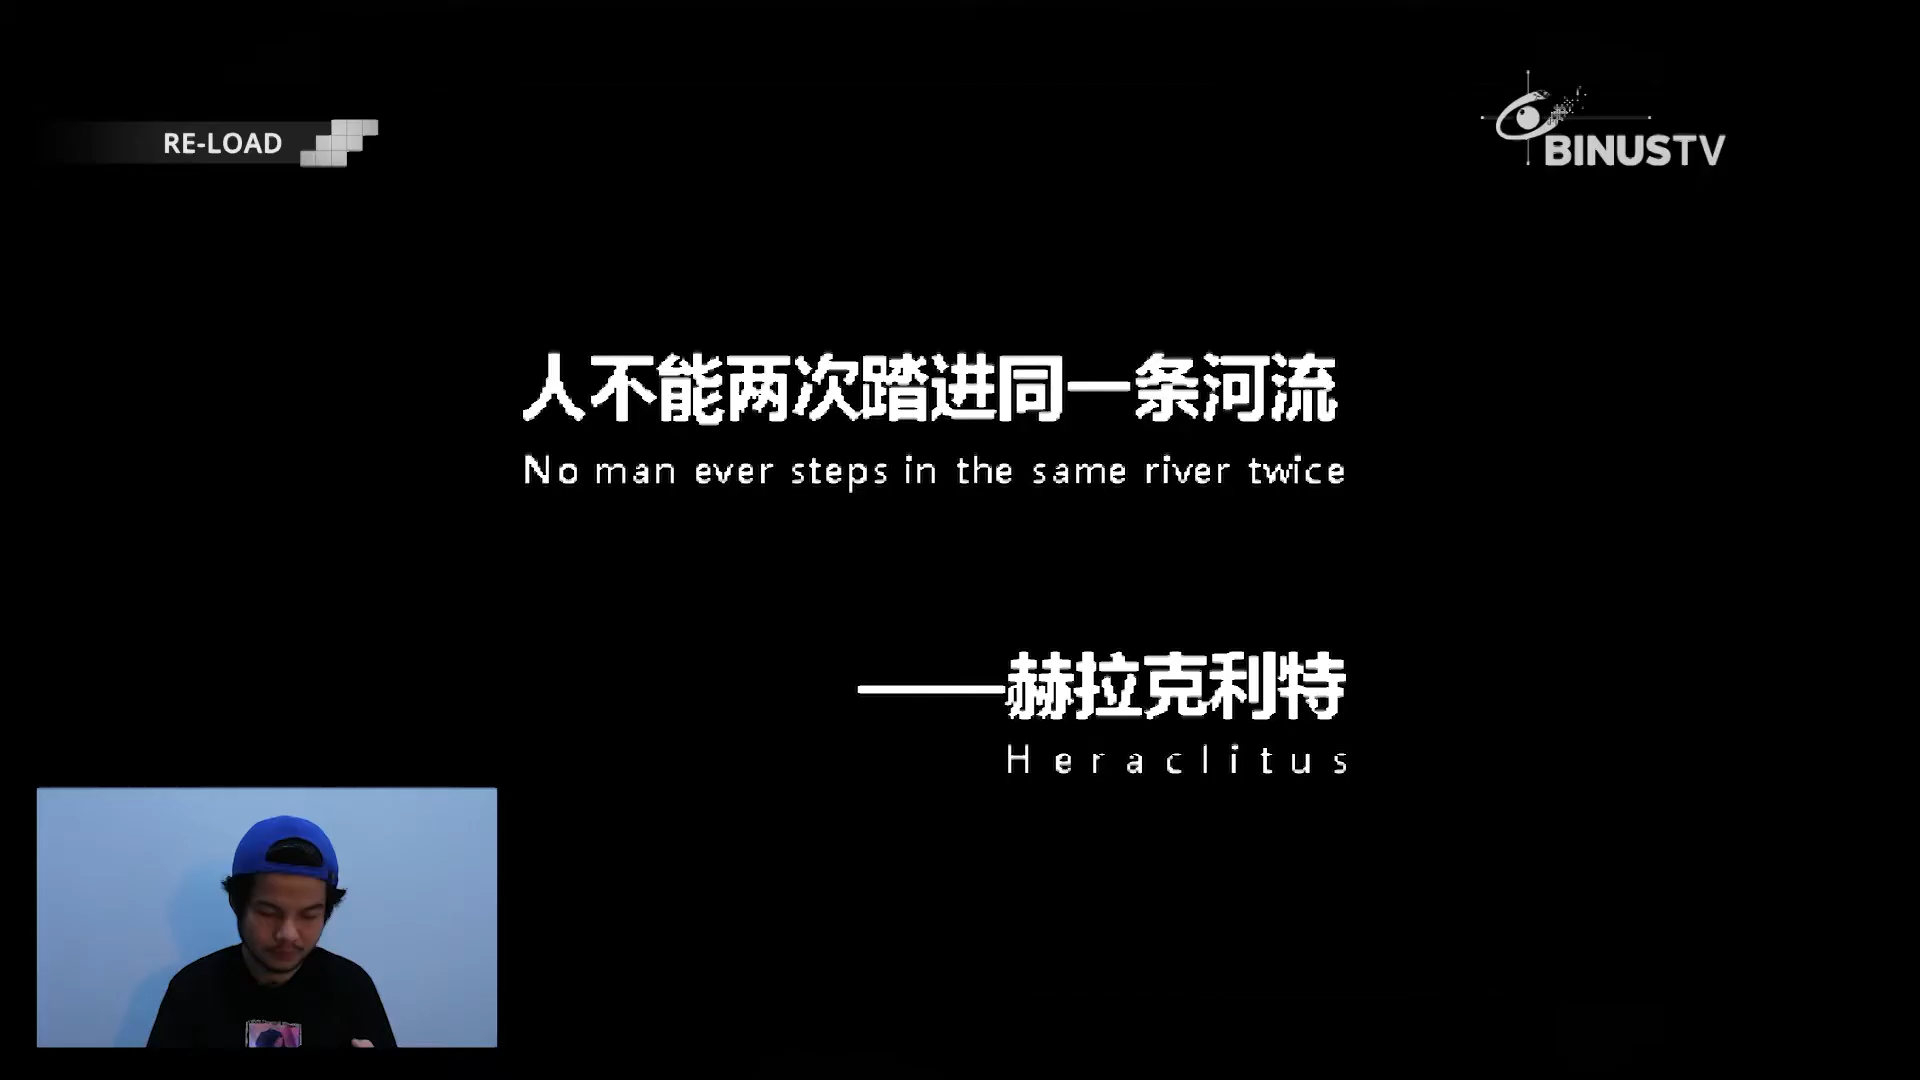 RE-LOAD
BINUSTV
人不能两次踏进同一条河流
No man ever steps in the same river twice
——赫拉克利特
Heraclitus